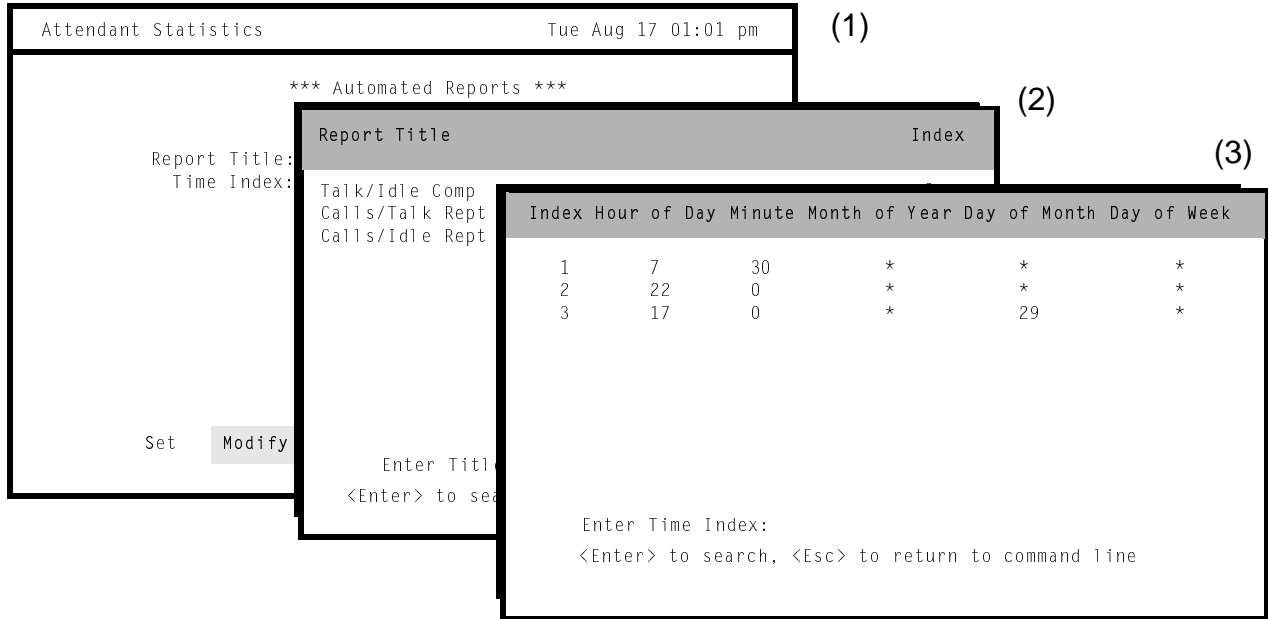 Attendant Statistics Tue Aug 17 01:01 pm (1)
*** Automated Reports ***
Report Title:
Time Index:
Set Modify
(2)
Report Title Index
Talk/Idle Comp
Calls/Talk Rept
Calls/Idle Rept
Enter Titl
<Enter> to sea
(3)
Index Hour of Day Minute Month of Year Day of Month Day of Week
1 7 30 * * *
2 22 0 * * *
3 17 0 * 29 *
Enter Time Index:
<Enter> to search, <Esc> to return to command line